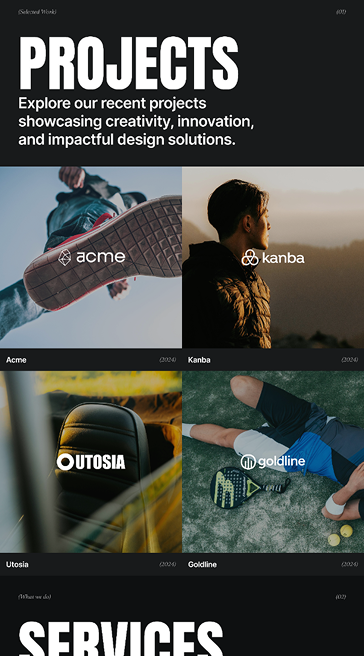 (Selected Work)
(01)
PROJECTS
Explore our recent projects
showcasing creativity, innovation,
and impactful design solutions.
acme
kanba
Acme
(2024)
Kanba
(2024)
UTOSIA
goldline
Utosia
(2024)
Goldline
(2024)
(What we do)
(02)
SERVICES